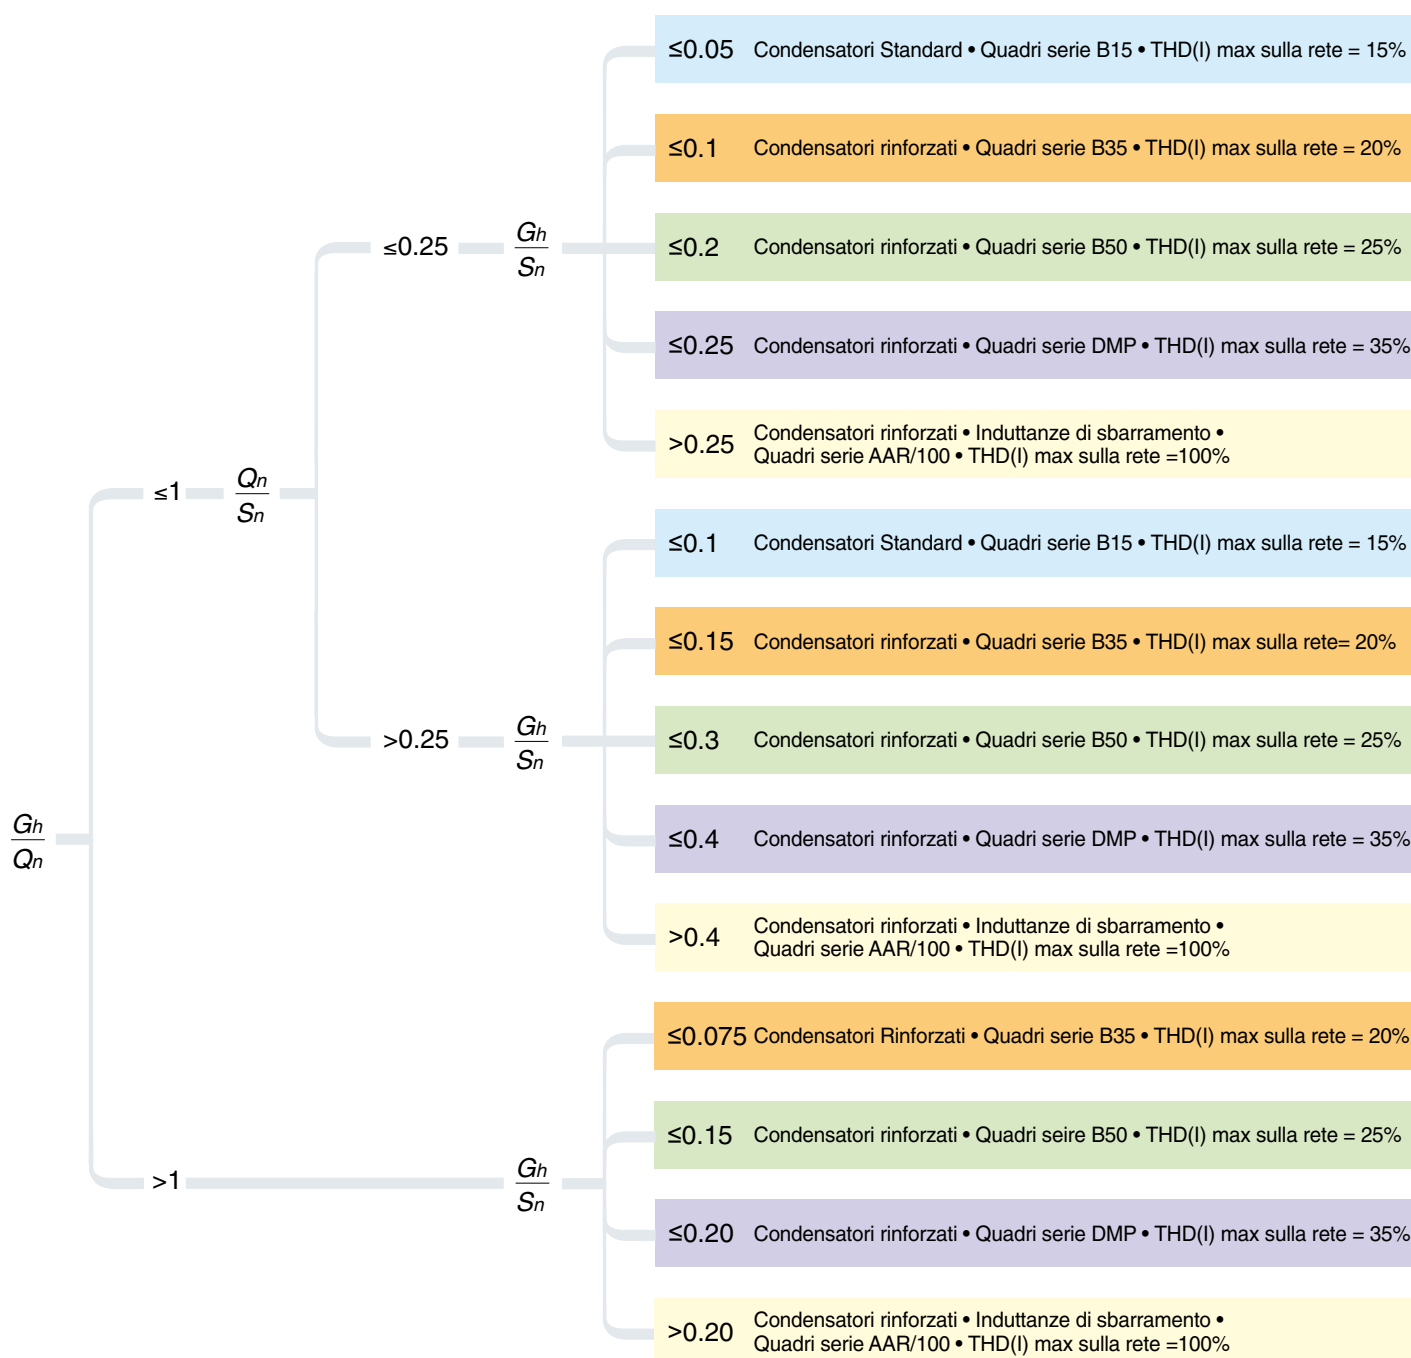 ≤0.05 Condensatori Standard • Quadri serie B15 • THD(I) max sulla rete = 15%
≤0.1 Condensatori rinforzati • Quadri serie B35 • THD(I) max sulla rete = 20%
≤0.25 Gh
Sn
≤0.2 Condensatori rinforzati • Quadri serie B50 • THD(I) max sulla rete = 25%
≤0.25 Condensatori rinforzati • Quadri serie DMP • THD(I) max sulla rete = 35%
>0.25 Condensatori rinforzati • Induttanze di sbarramento •
Quadri serie AAR/100 • THD(I) max sulla rete =100%
≤1 Qn
Sn
≤0.1 Condensatori Standard • Quadri serie B15 • THD(I) max sulla rete = 15%
≤0.15 Condensatori rinforzati • Quadri serie B35 • THD(I) max sulla rete= 20%
>0.25 Gh
Sn
≤0.3 Condensatori rinforzati • Quadri serie B50 • THD(I) max sulla rete = 25%
Gh
Qn
≤0.4 Condensatori rinforzati • Quadri serie DMP • THD(I) max sulla rete = 35%
>0.4 Condensatori rinforzati • Induttanze di sbarramento •
Quadri serie AAR/100 • THD(I) max sulla rete =100%
≤0.075 Condensatori Rinforzati • Quadri serie B35 • THD(I) max sulla rete = 20%
≤0.15 Condensatori rinforzati • Quadri seire B50 • THD(I) max sulla rete = 25%
>1 Gh
Sn
≤0.20 Condensatori rinforzati • Quadri serie DMP • THD(I) max sulla rete = 35%
>0.20 Condensatori rinforzati • Induttanze di sbarramento •
Quadri serie AAR/100 • THD(I) max sulla rete =100%